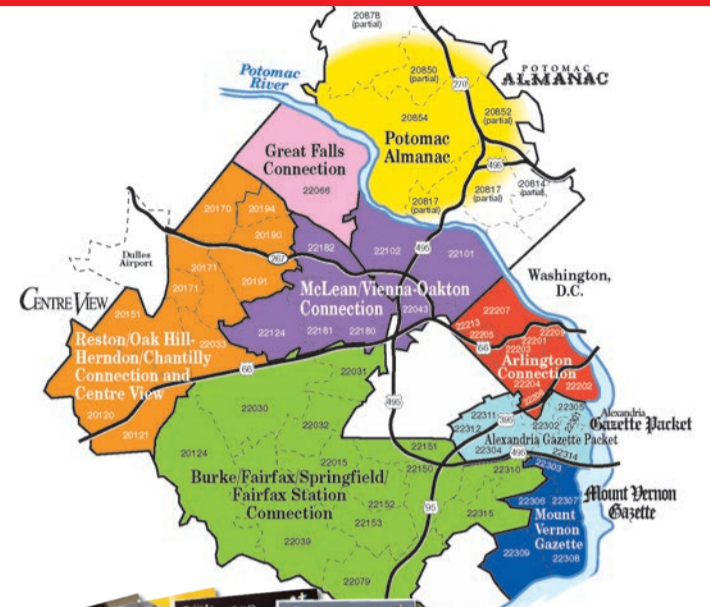 20878
(partial)
Potomac
River
20850
(partial)
270
POTOMAC
ALMANAC
20854
20852
(partial)
Potomac
Almanac
Great Falls
Connection
22066
495
20817
(partial)
20814
(partial)
20817
(partial)
20170
20194
20190
22182
22102
495
22101
Dulles
Airport
267
20171
20171
20191
Washington,
D.C.
McLean/Vienna-Oakton
Connection
CENTRE VIEW
20151
22043
22207
22124
22181
22180
22213
22205
22201
22203
66
Reston/Oak Hill-
Herndon/Chantilly
Connection and
Centre View
22033
66
Arlington
Connection
22204
22202
22206
22031
20120
20121
495
22030
22032
22311
22312
395
22302
22305
22301
Alexandria
Gazette Packet
Alexandria Gazette Packet
22304
495
22314
20124
22151
22015
22150
22310
22303
Burke/Fairfax/Springfield/
Fairfax Station
Connection
22152
22153
95
22315
22306
22307
Mount Vernon
Gazette
Mount
Vernon
Gazette
22039
22309
22308
22079